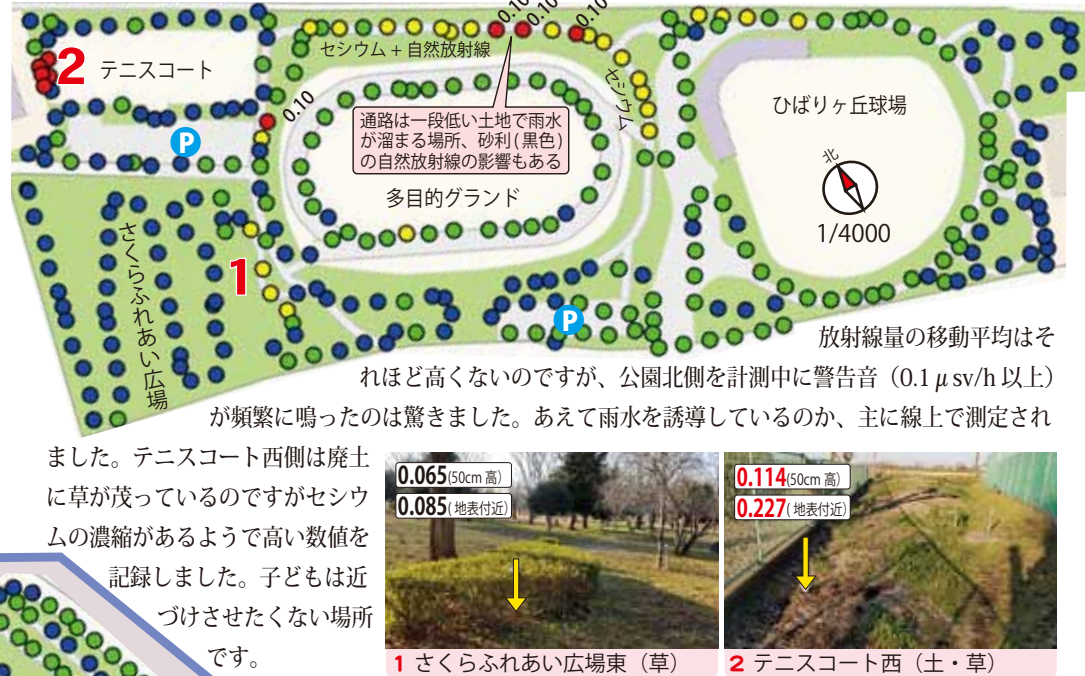 0.10
0.10
0.10
セシウム + 自然放射線
2
テニスコート
セシウム
0.10
通路は一段低い土地で雨水
が溜まる場所、砂利(黒色)
の自然放射線の影響もある
ひばりヶ丘球場
P
北
多目的グランド
1/4000
さくらふれあい広場
1
P
放射線量の移動平均はそ
れほど高くないのですが、公園北側を計測中に警告音（0.1 μ sv/h 以上）
が頻繁に鳴ったのは驚きました。あえて雨水を誘導しているのか、主に線上で測定され
ました。テニスコート西側は廃土
に草が茂っているのですがセシウ
ムの濃縮があるようで高い数値を
記録しました。子どもは近
づけさせたくない場所
です。
0.065(50cm 高)
0.085(地表付近)
1 さくらふれあい広場東（草）
0.114(50cm 高)
0.227(地表付近)
2 テニスコート西（土・草）